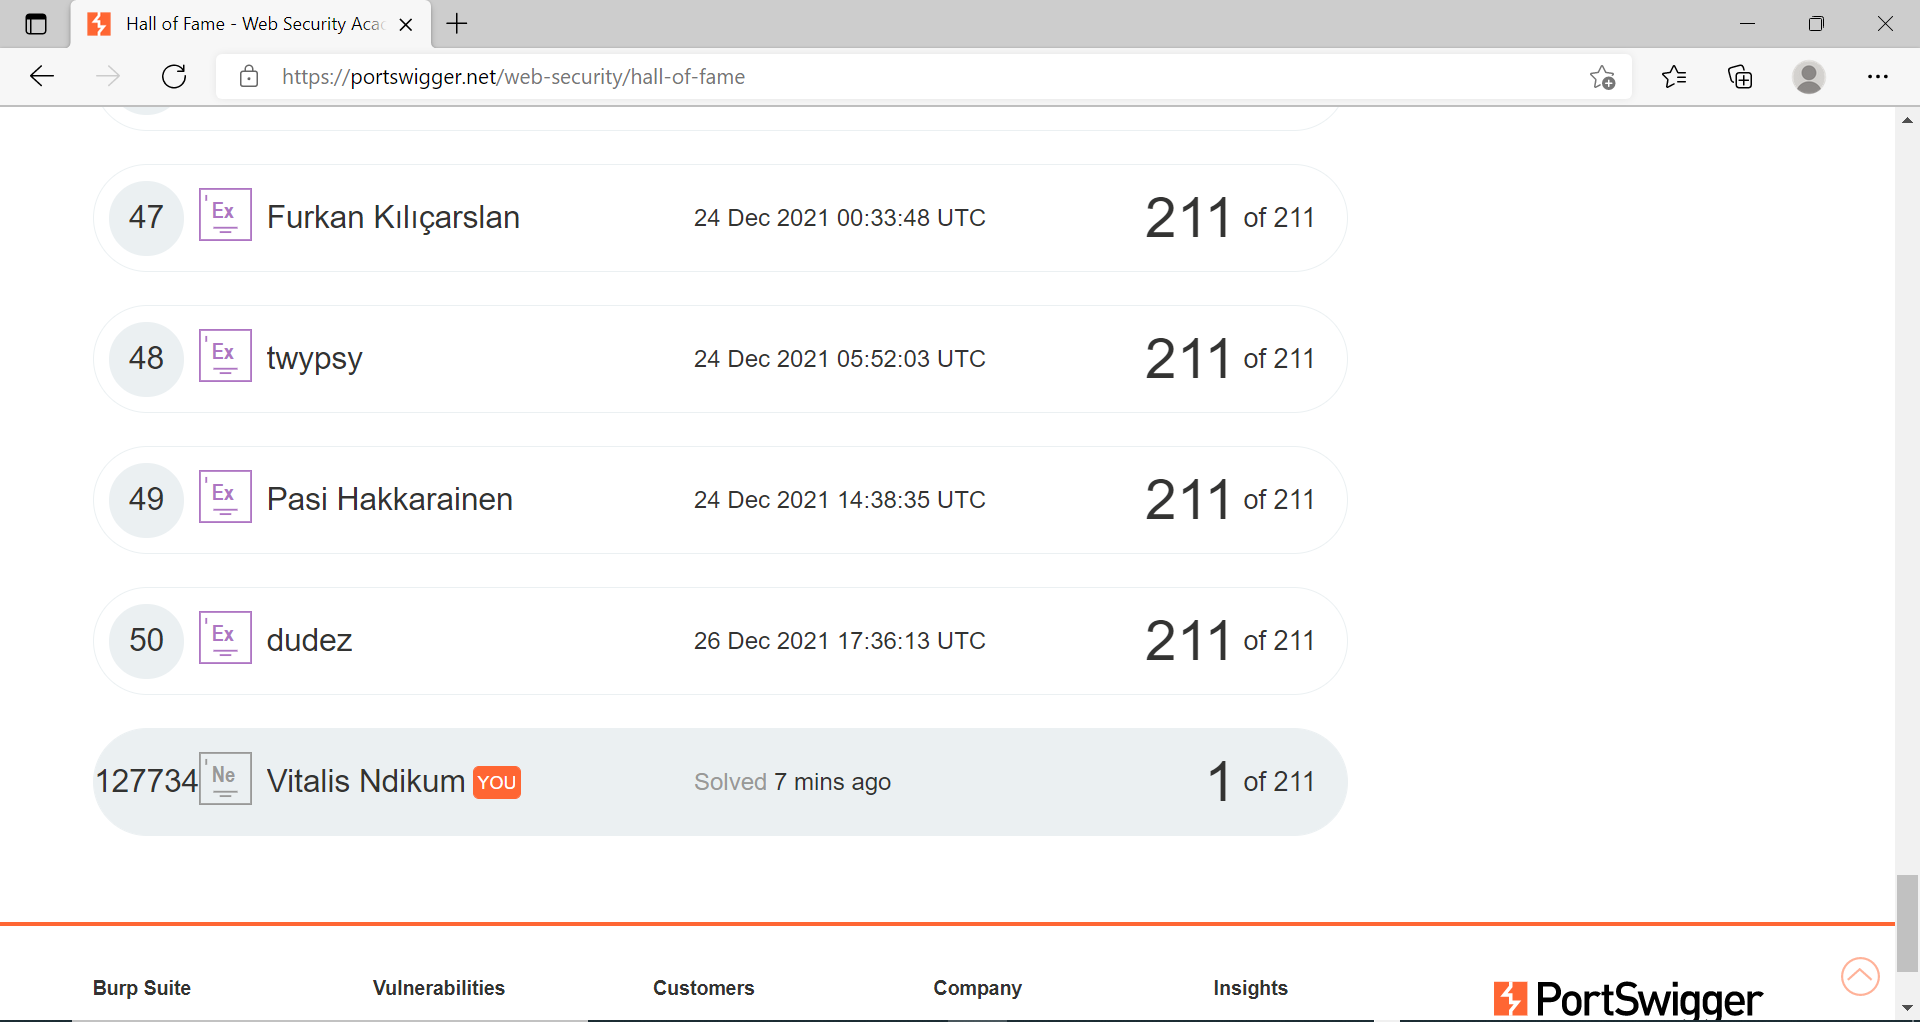 Hall of Fame - Web Security Aca
https://portswigger.net/web-security/hall-of-fame
47 'Ex Furkan Kılıçarslan 24 Dec 2021 00:33:48 UTC 211 of 211
48 'Ex twypsy 24 Dec 2021 05:52:03 UTC 211 of 211
49 'Ex Pasi Hakkarainen 24 Dec 2021 14:38:35 UTC 211 of 211
50 'Ex dudez 26 Dec 2021 17:36:13 UTC 211 of 211
127734 'Ne Vitalis Ndikum YOU Solved 7 mins ago 1 of 211
Burp Suite Vulnerabilities Customers Company Insights PortSwigger